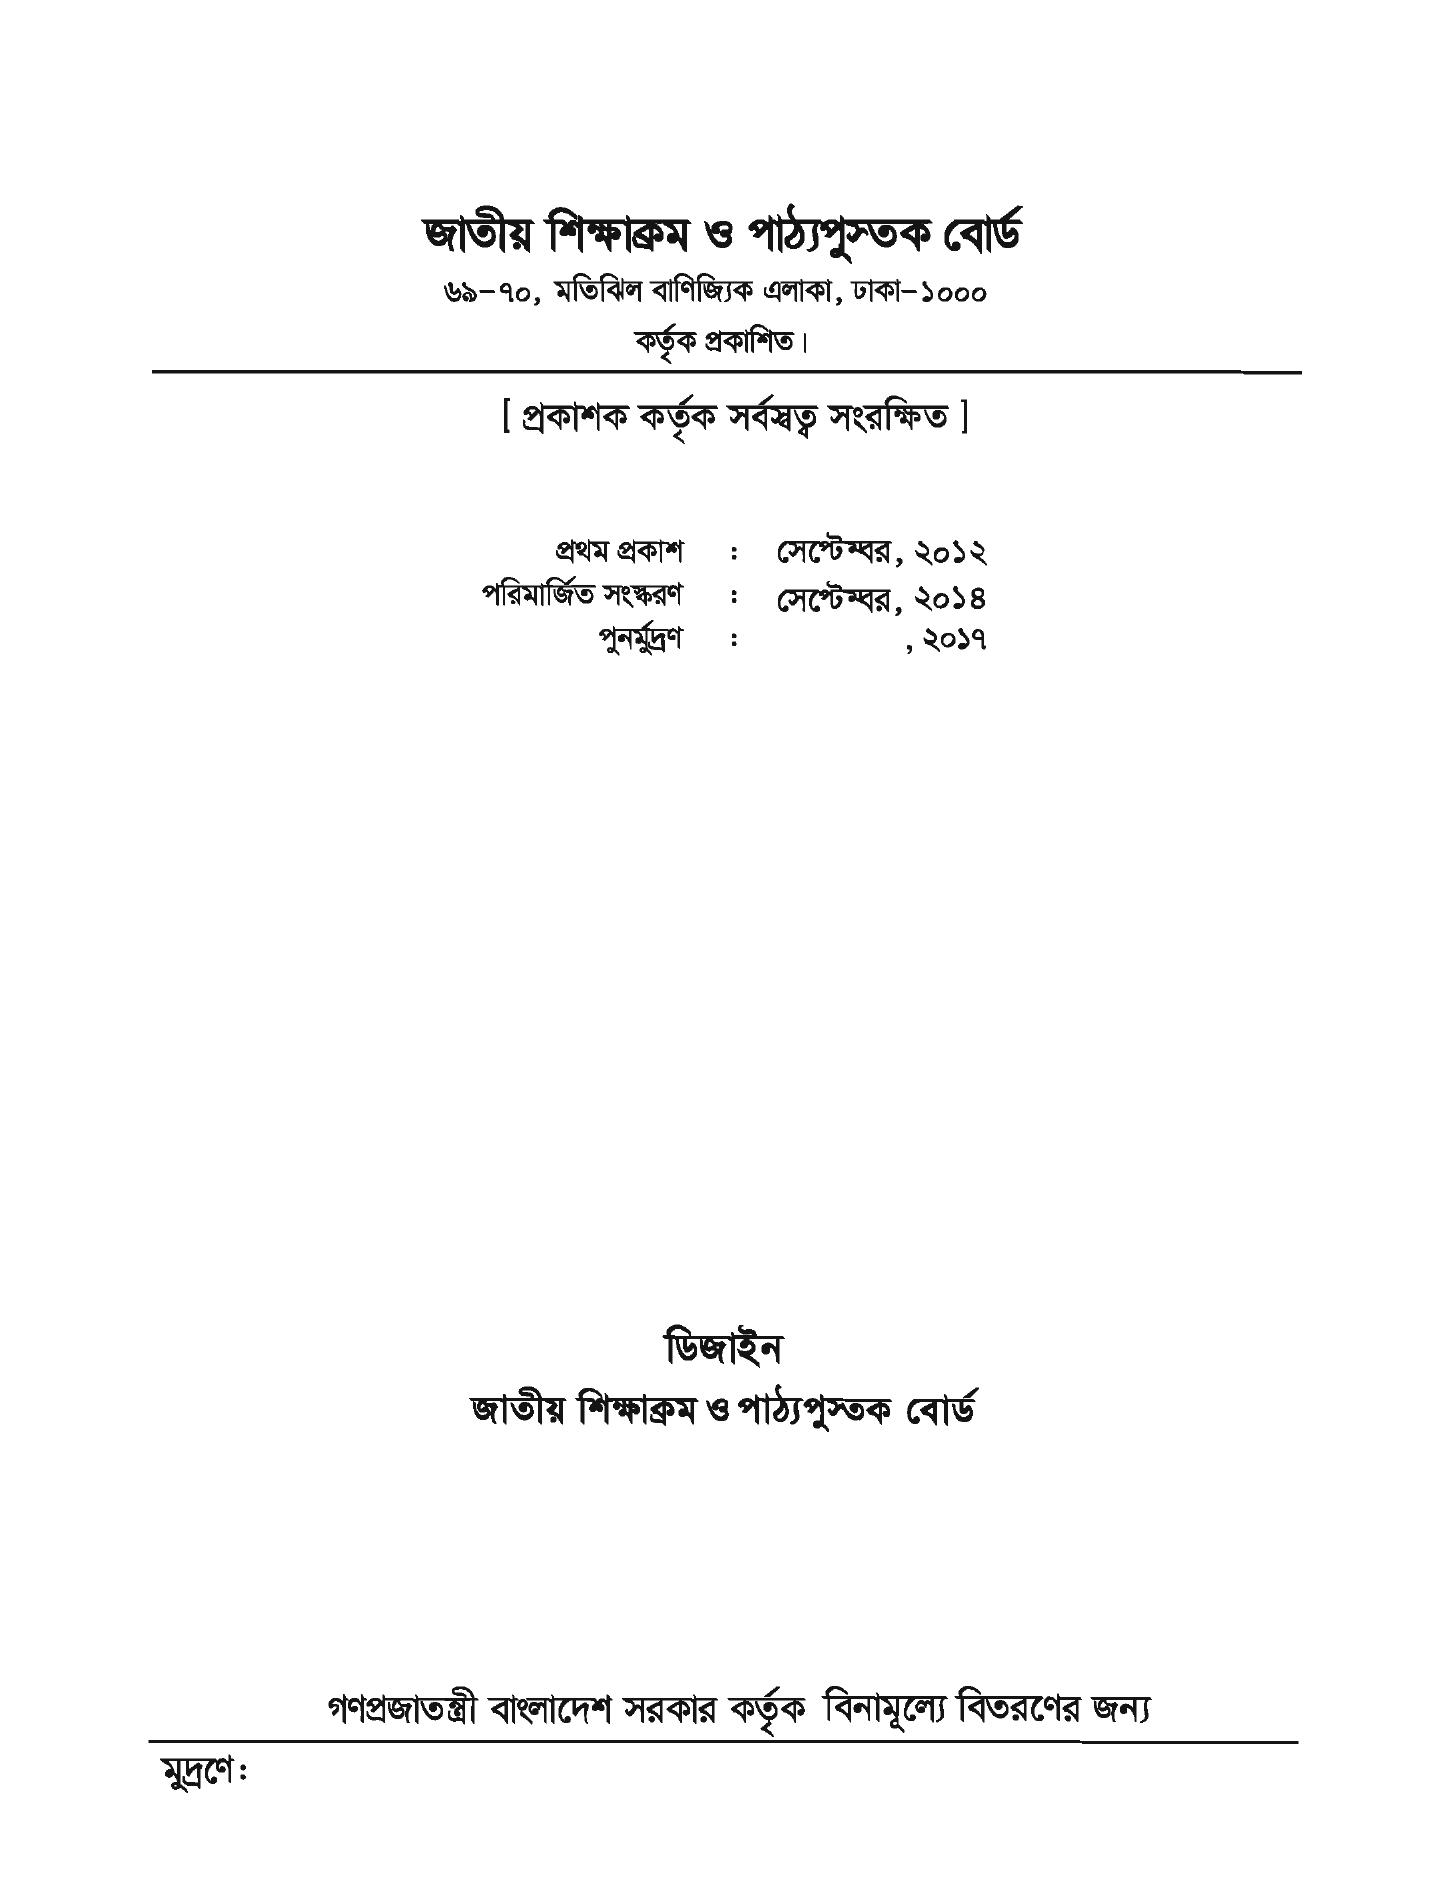 জাতীয় শিক্ষাক্রম ও পাঠ্যপুস্তক বোর্ড
৬৯–৭০, মতিঝিল বাণিজ্যিক এলাকা, ঢাকা–১০০০
কর্তৃক প্রকাশিত।
[ প্রকাশক কর্তৃক সর্বস্বত্ব সংরক্ষিত ]
প্রথম প্রকাশ : সেপ্টেম্বর, ২০১২
পরিমার্জিত সংস্করণ : সেপ্টেম্বর, ২০১৪
পুনর্মুদ্রণ : , ২০১৭
ডিজাইন
জাতীয় শিক্ষাক্রম ও পাঠ্যপুস্তক বোর্ড
গণপ্রজাতন্ত্রী বাংলাদেশ সরকার কর্তৃক বিনামূল্যে বিতরণের জন্য
মুদ্রণে :